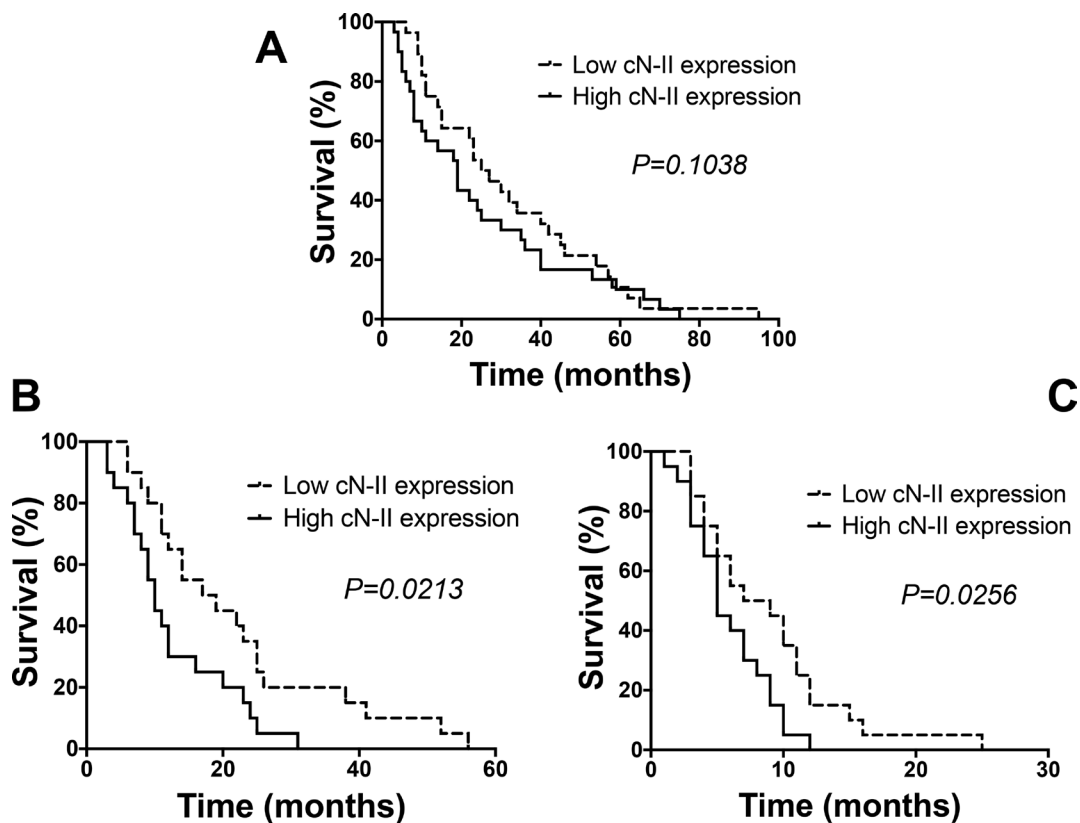 A
100
80
60
40
20
0
Survival (%)
Low cN-II expression
High cN-II expression
P=0.1038
0 20 40 60 80 100
Time (months)
B
100
80
60
40
20
0
Survival (%)
Low cN-II expression
High cN-II expression
P=0.0213
0 20 40 60
Time (months)
C
100
80
60
40
20
0
Survival (%)
Low cN-II expression
High cN-II expression
P=0.0256
0 10 20 30
Time (months)